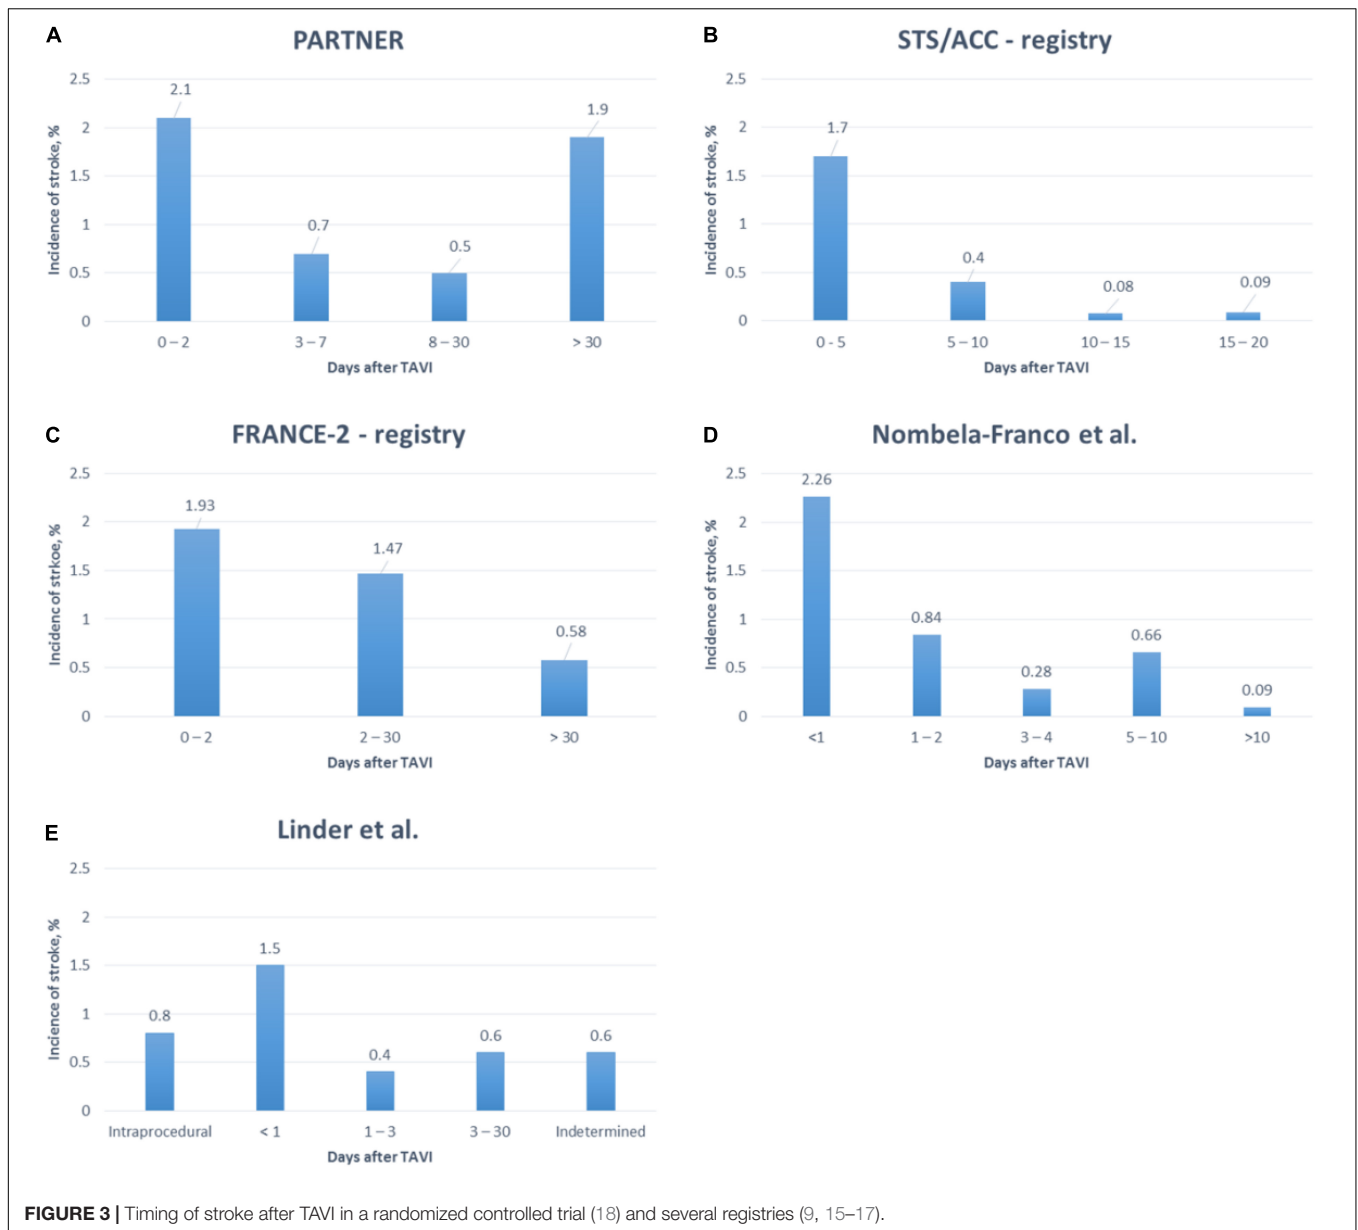 A
PARTNER
2.5
2
1.5
1
0.5
0
Incidence of stroke, %
2.1
0.7
0.5
1.9
0 – 2
3 – 7
8 – 30
> 30
Days after TAVI
B
STS/ACC - registry
2.5
2
1.5
1
0.5
0
Incidence of stroke, %
1.7
0.4
0.08
0.09
0 - 5
5 – 10
10 – 15
15 – 20
Days after TAVI
C
FRANCE-2 - registry
2.5
2
1.5
1
0.5
0
Incidenc of strkoe, %
1.93
1.47
0.58
0 – 2
2 – 30
> 30
Days after TAVI
D
Nombela-Franco et al.
2.5
2
1.5
1
0.5
0
Incidence of stroke, %
2.26
0.84
0.28
0.66
0.09
<1
1 – 2
3 – 4
5 – 10
>10
Days after TAVI
E
Linder et al.
2.5
2
1.5
1
0.5
0
Incience of stroke, %
0.8
1.5
0.4
0.6
0.6
Intraprocedural
< 1
1 – 3
3 – 30
Indetermined
Days after TAVI
FIGURE 3 | Timing of stroke after TAVI in a randomized controlled trial (18) and several registries (9, 15–17).